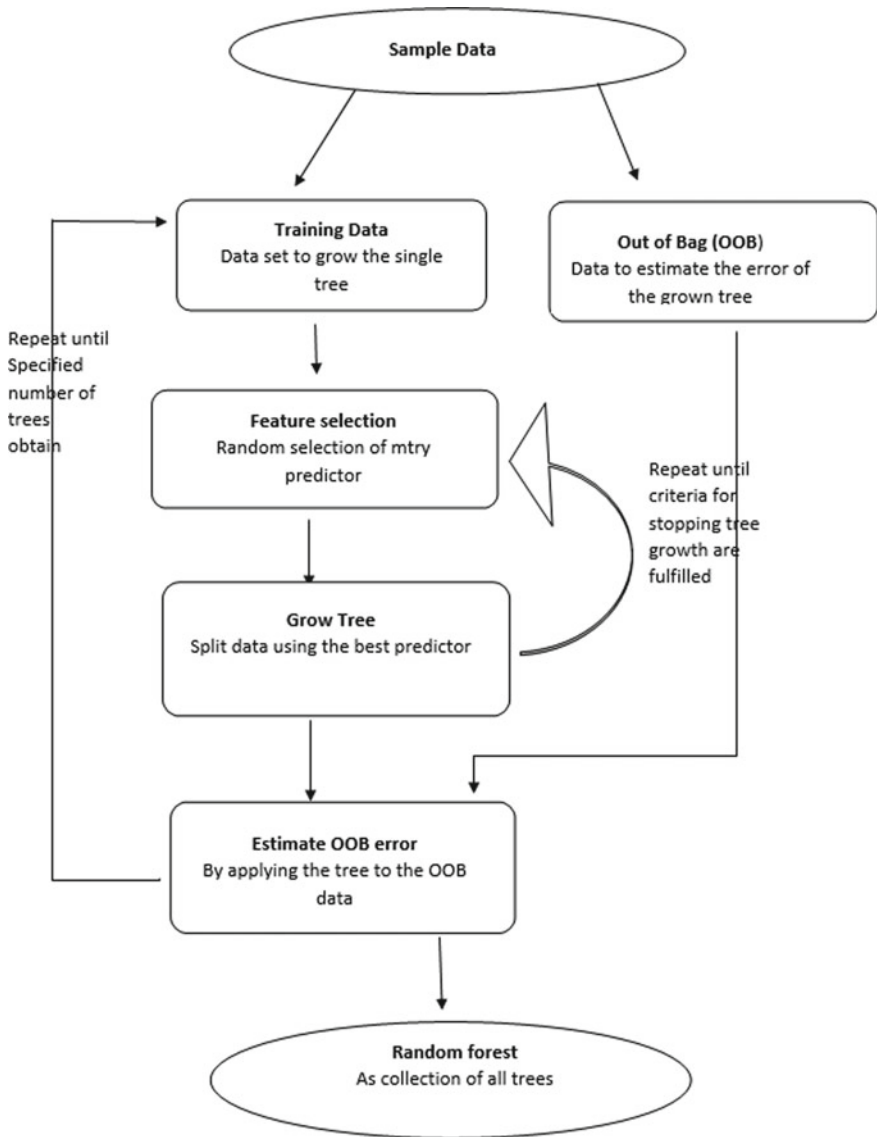 Sample Data
Training Data
Data set to grow the single
tree
Out of Bag (OOB)
Data to estimate the error of
the grown tree
Repeat until
Specified
number of
trees
obtain
Feature selection
Random selection of mtry
predictor
Repeat until
criteria for
stopping tree
growth are
fulfilled
Grow Tree
Split data using the best predictor
Estimate OOB error
By applying the tree to the OOB
data
Random forest
As collection of all trees